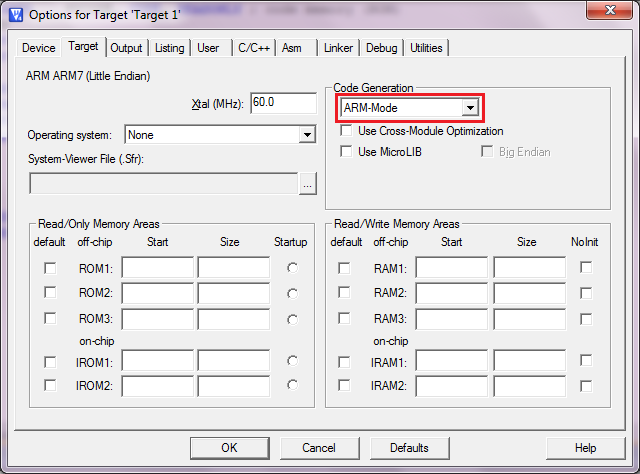 Options for Target 'Target 1'
Device Target Output Listing User C/C++ Asm Linker Debug Utilities
ARM ARM7 (Little Endian)
Xtal (MHz): 60.0
Operating system: None
System-Viewer File (.Sfr):
...
Code Generation
ARM-Mode
Use Cross-Module Optimization
Use MicroLIB Big Endian
Read/Only Memory Areas
default off-chip Start Size Startup
ROM1:
ROM2:
ROM3:
on-chip
IROM1:
IROM2:
Read/Write Memory Areas
default off-chip Start Size NoInit
RAM1:
RAM2:
RAM3:
on-chip
IRAM1:
IRAM2:
OK Cancel Defaults Help